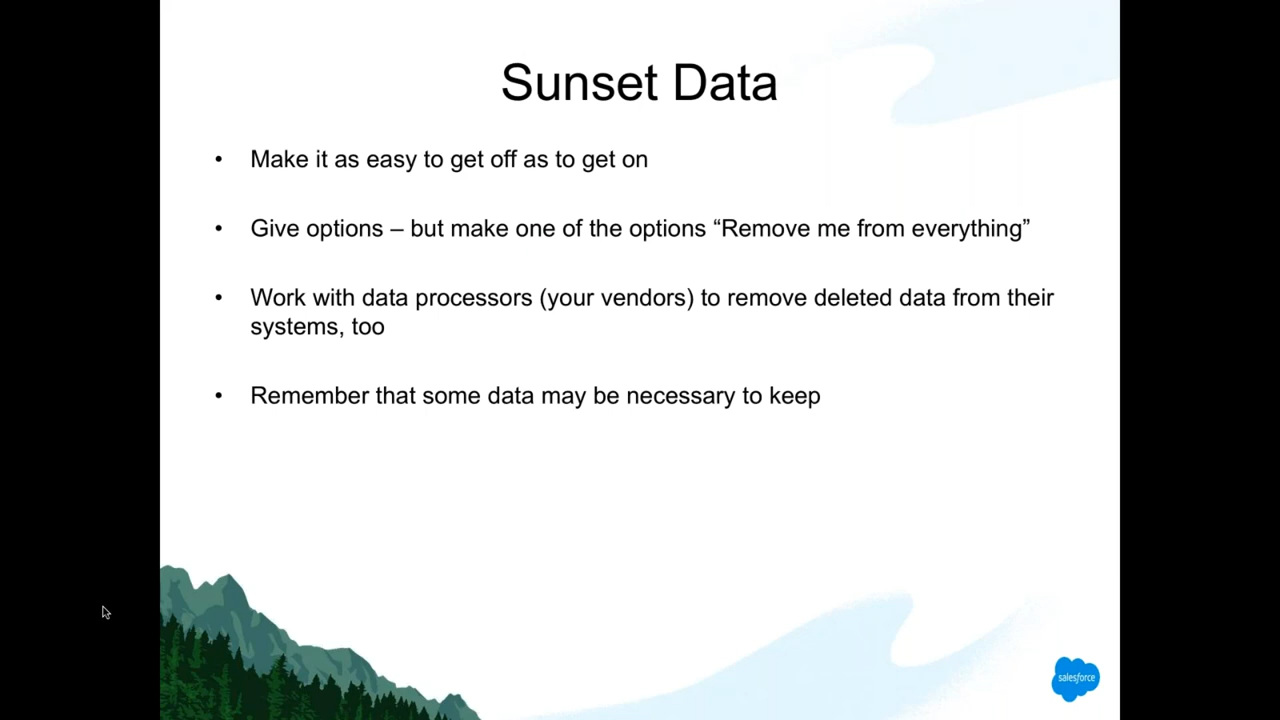 Sunset Data
• Make it as easy to get off as to get on
• Give options – but make one of the options “Remove me from everything”
• Work with data processors (your vendors) to remove deleted data from their
systems, too
• Remember that some data may be necessary to keep
salesforce